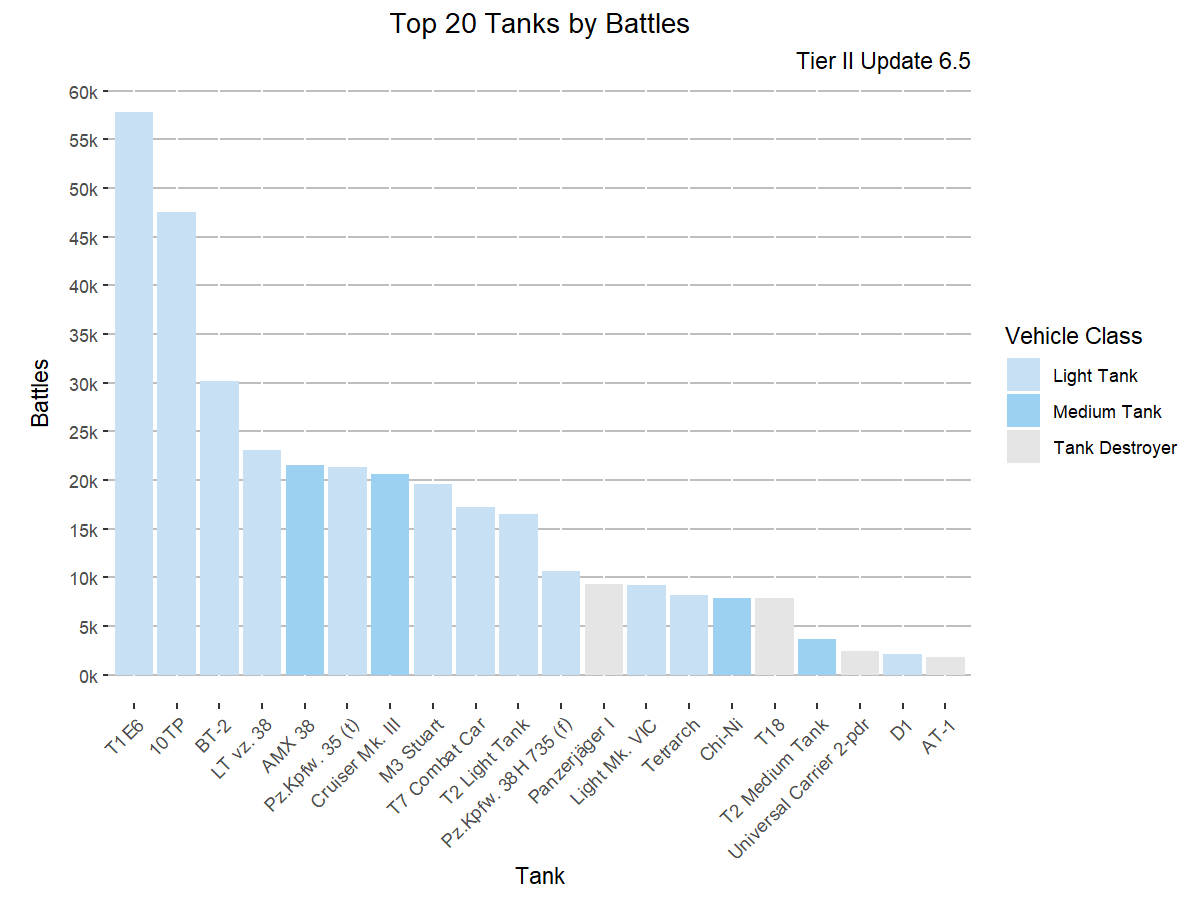 Top 20 Tanks by Battles
Tier II Update 6.5
60k
55k
50k
45k
40k
35k
30k
25k
20k
15k
10k
5k
0k
Battles
T1E6
10TP
BT-2
LT vz. 38
AMX 38
Pz.Kpfw. 35 (t)
Cruiser Mk. III
M3 Stuart
T7 Combat Car
T2 Light Tank
Pz.Kpfw. 38H 735 (f)
Panzerjäger I
Light Mk. VIC
Tetrarch
Chi-Ni
T18
T2 Medium Tank
Universal Carrier 2-pdr
D1
AT-1
Tank
Vehicle Class
Light Tank
Medium Tank
Tank Destroyer